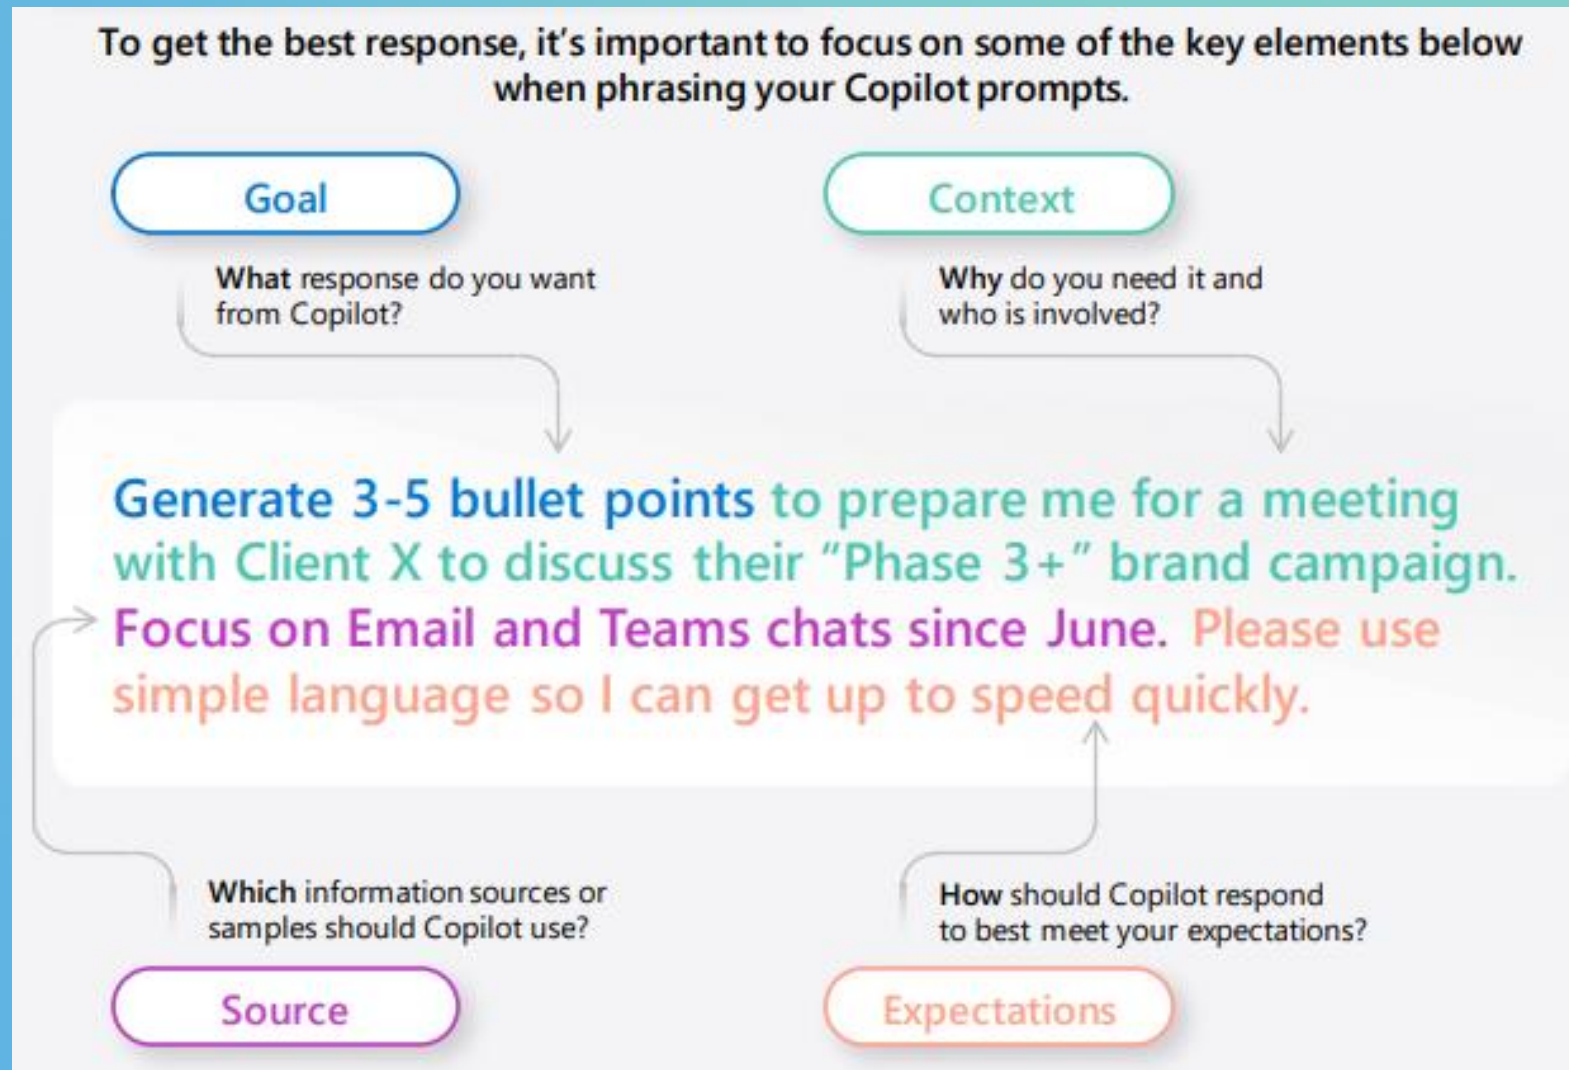 To get the best response, it's important to focus on some of the key elements below
when phrasing your Copilot prompts.
Goal
What response do you want
from Copilot?
Context
Why do you need it and
who is involved?
Generate 3-5 bullet points to prepare me for a meeting
with Client X to discuss their "Phase 3+" brand campaign.
Focus on Email and Teams chats since June. Please use
simple language so I can get up to speed quickly.
Which information sources or
samples should Copilot use?
Source
How should Copilot respond
to best meet your expectations?
Expectations